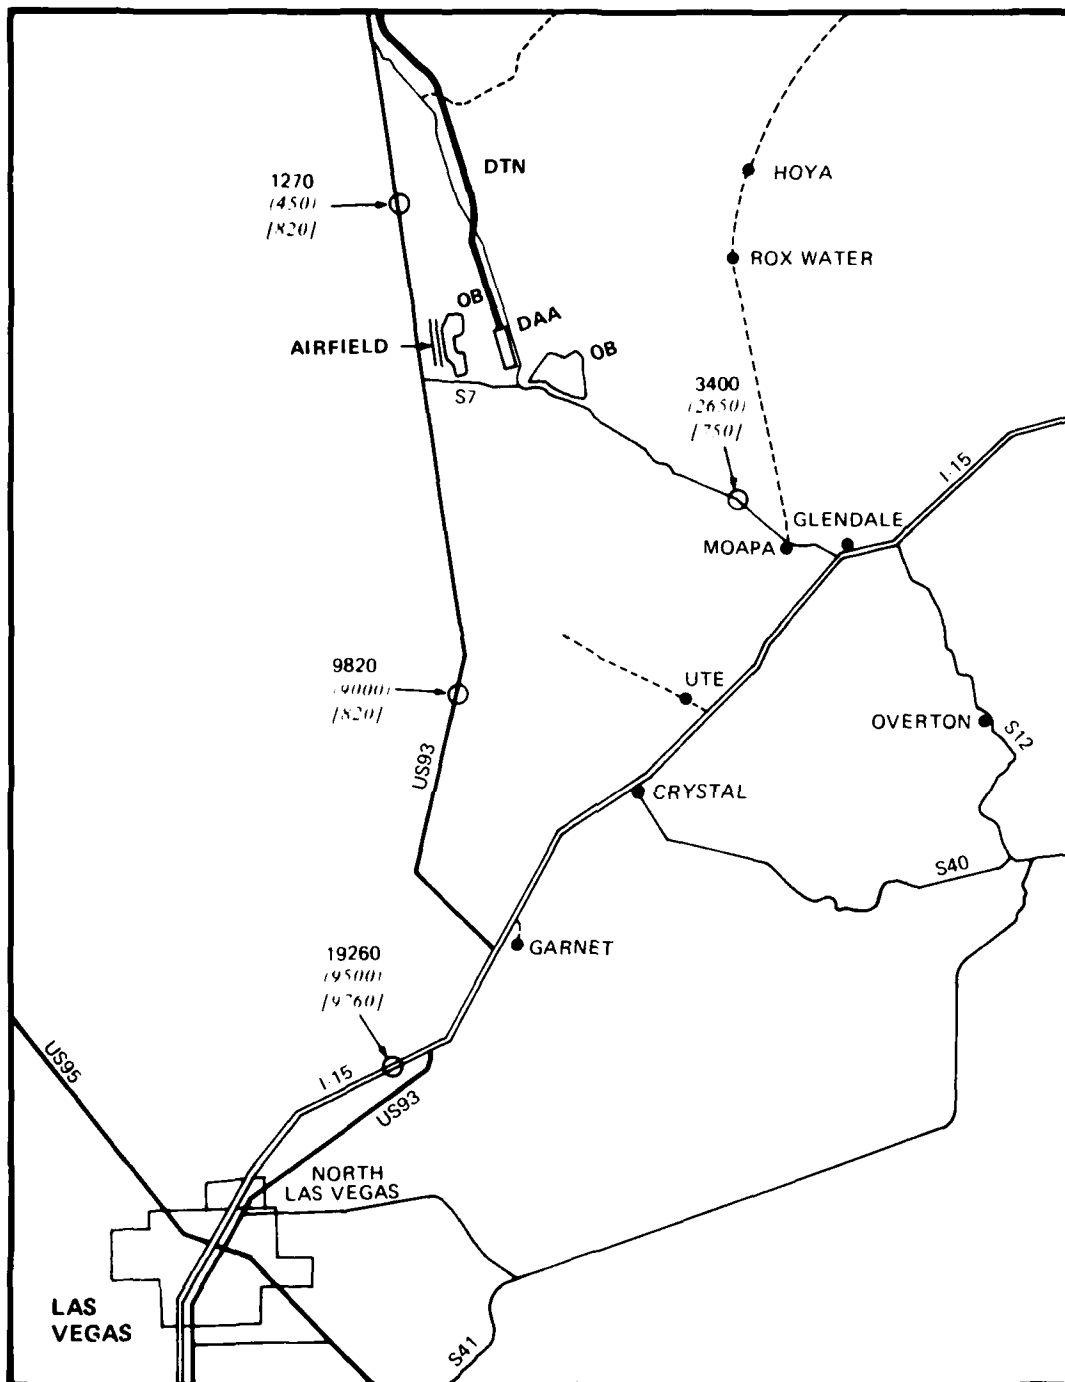 DTN
1270
(450)
[820]
HOYA
ROX WATER
OB
DAA
AIRFIELD
OB
S7
3400
(2650)
[750]
I-15
GLENDALE
MOAPA
9820
(9000)
[820]
UTE
OVERTON
S12
US93
CRYSTAL
S40
19260
(9500)
[9760]
GARNET
US95
I-15
US93
NORTH
LAS VEGAS
LAS
VEGAS
S41